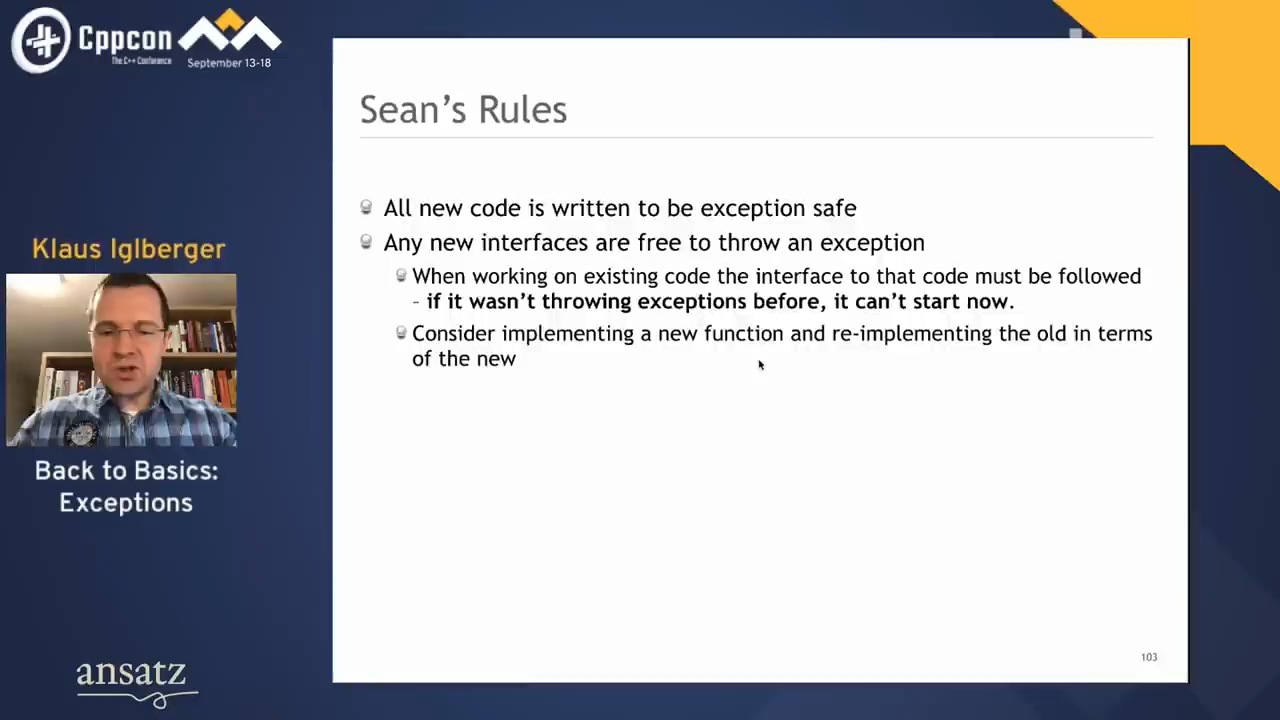 Cppcon
The C++ Conference
September 13-18
Sean's Rules
All new code is written to be exception safe
Any new interfaces are free to throw an exception
When working on existing code the interface to that code must be followed
- if it wasn't throwing exceptions before, it can't start now.
Consider implementing a new function and re-implementing the old in terms
of the new
103
Klaus Iglberger
Back to Basics:
Exceptions
ansatz